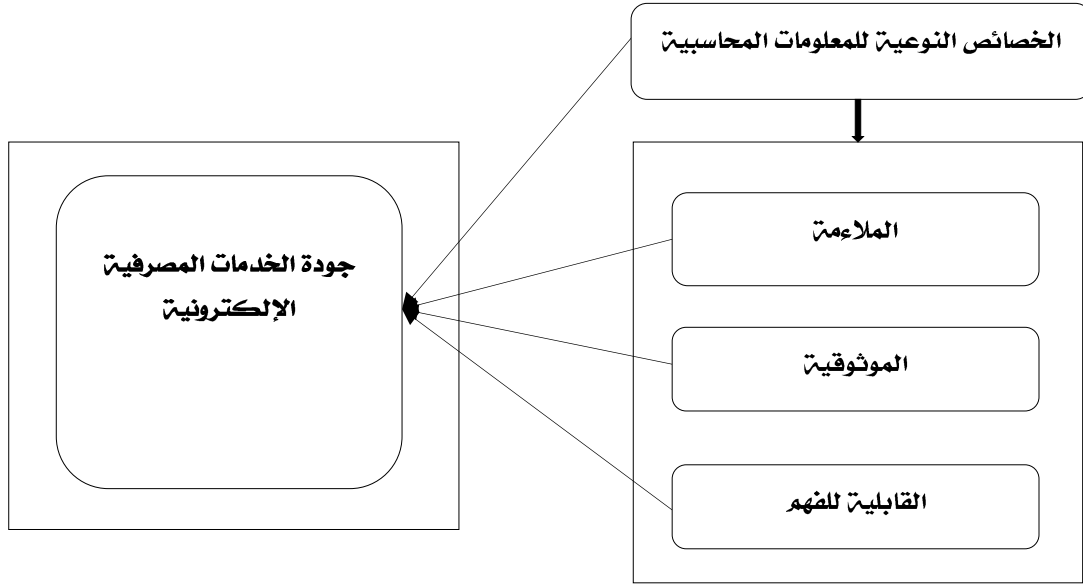 الخصائص النوعية للمعلومات المحاسبية
الملاءمة
جودة الخدمات المصرفية
الإلكترونية
الموثوقية
القابلية للفهم